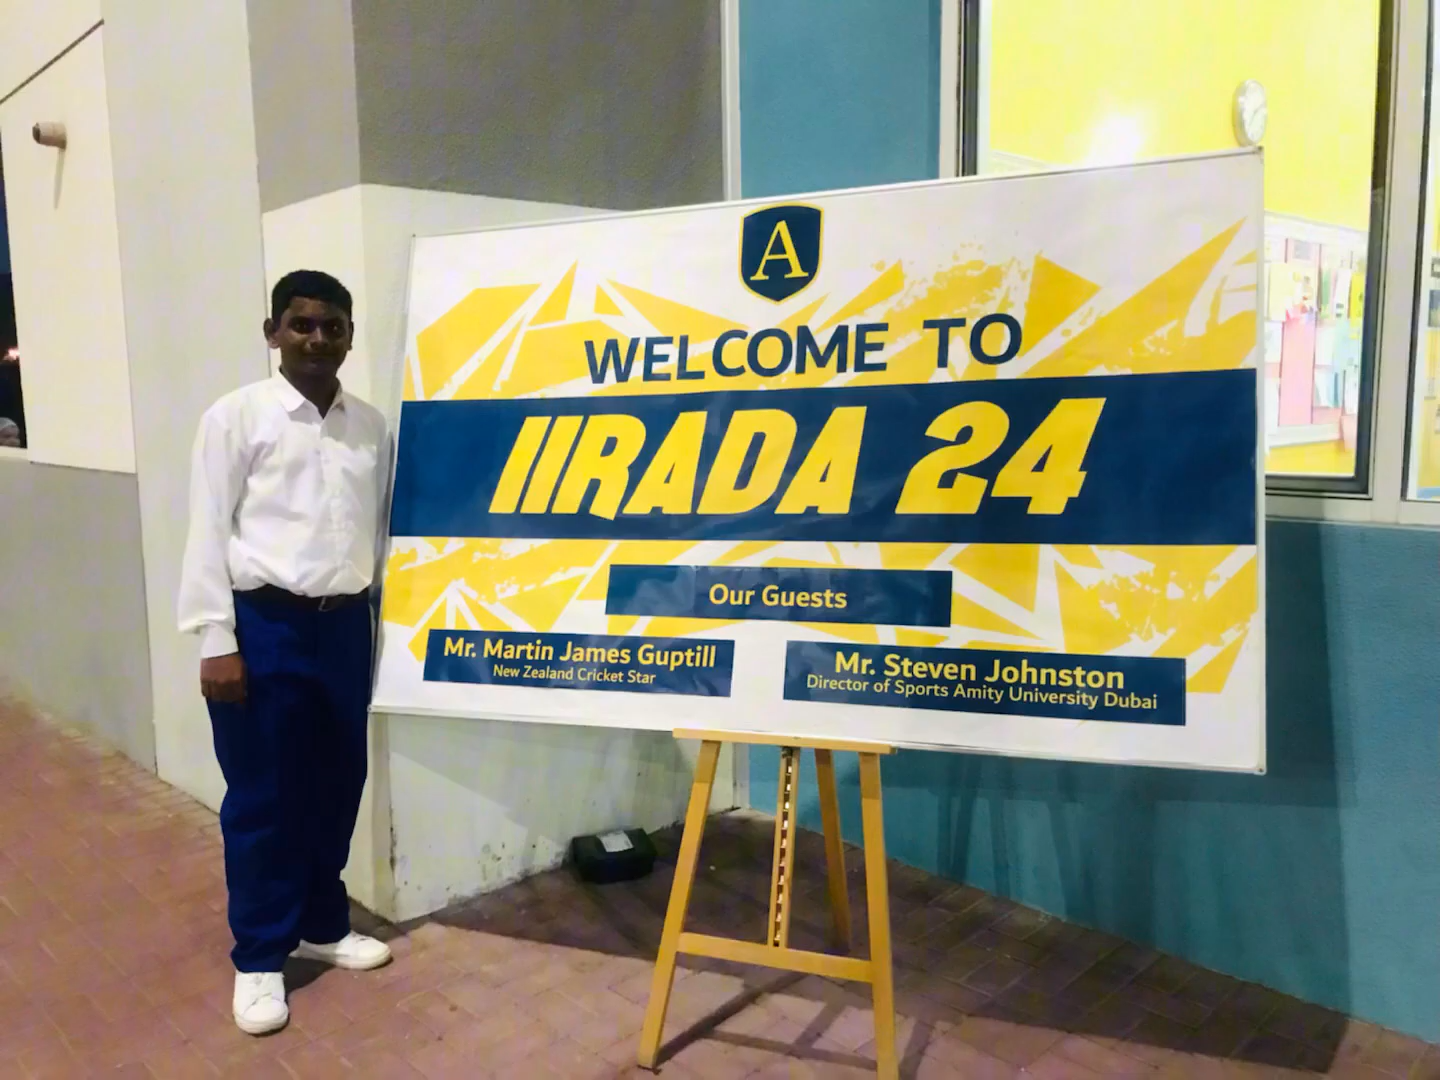 A
WELCOME TO
IIRADA 24
Our Guests
Mr. Martin James Guptill
New Zealand Cricket Star
Mr. Steven Johnston
Director of Sports Amity University Dubai